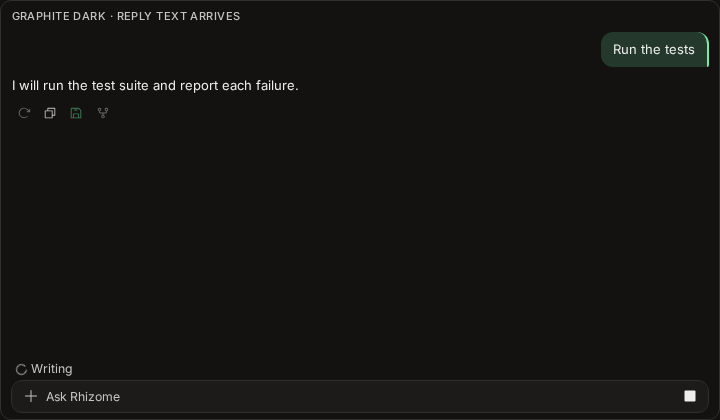 GRAPHITE DARK · REPLY TEXT ARRIVES
Run the tests
I will run the test suite and report each failure.
Writing
Ask Rhizome